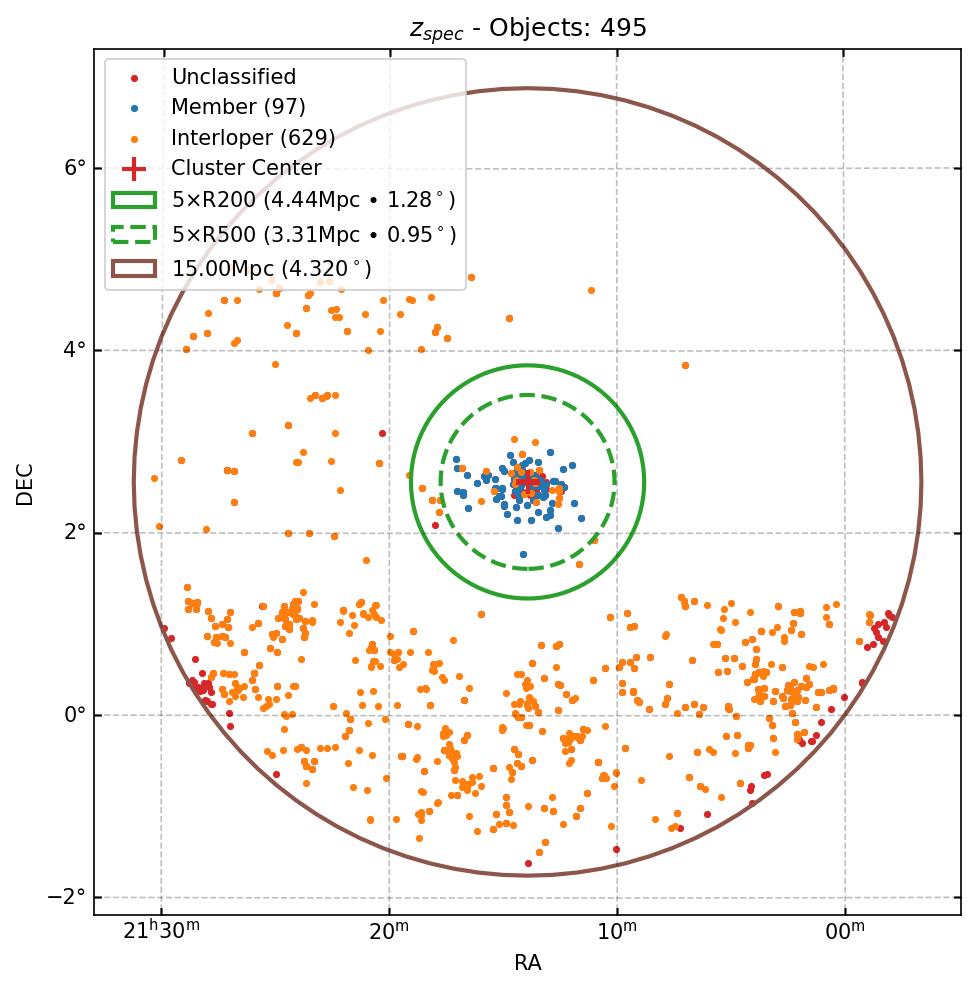 z_spec - Objects: 495
Unclassified
Member (97)
Interloper (629)
Cluster Center
5×R200 (4.44Mpc • 1.28°)
5×R500 (3.31Mpc • 0.95°)
15.00Mpc (4.320°)
6°
4°
2°
0°
−2°
DEC
21ʰ30ᵐ 20ᵐ 10ᵐ 00ᵐ
RA